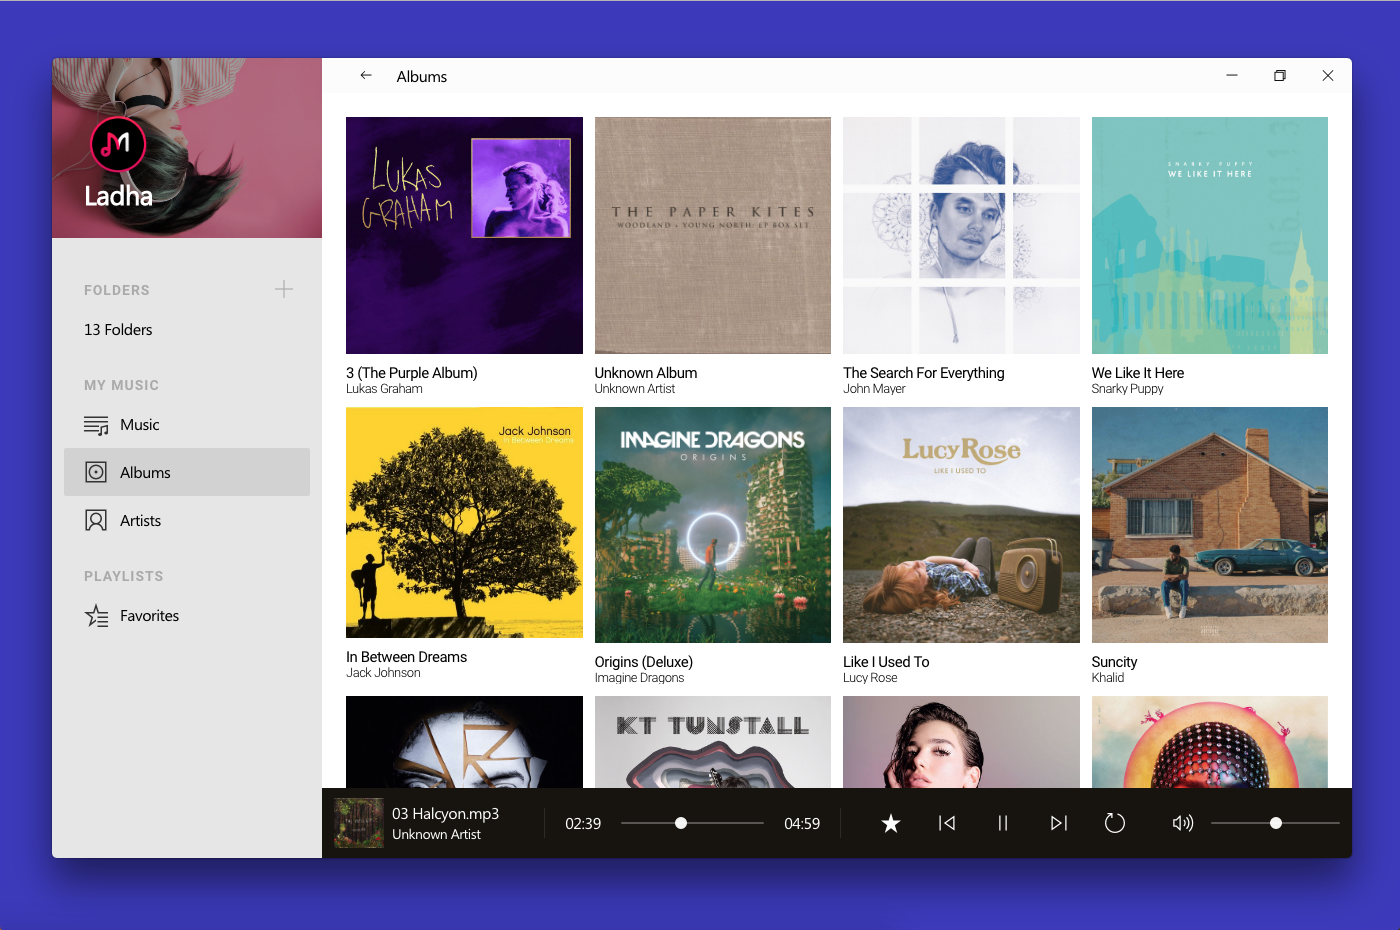 Albums
Ladha
FOLDERS
13 Folders
MY MUSIC
Music
Albums
Artists
PLAYLISTS
Favorites
LUKAS
GRAHAM
3 (The Purple Album)
Lukas Graham
THE PAPER KITES
WOODLAND + YOUNG NORTH: EP BOX SET
Unknown Album
Unknown Artist
The Search For Everything
John Mayer
SNARKY PUPPY
WE LIKE IT HERE
We Like It Here
Snarky Puppy
Jack Johnson
In Between Dreams
In Between Dreams
Jack Johnson
IMAGINE DRAGONS
ORIGINS
Origins (Deluxe)
Imagine Dragons
Lucy Rose
LIKE I USED TO
Like I Used To
Lucy Rose
Suncity
Khalid
KT TUNSTALL
03 Halcyon.mp3
Unknown Artist
02:39
04:59